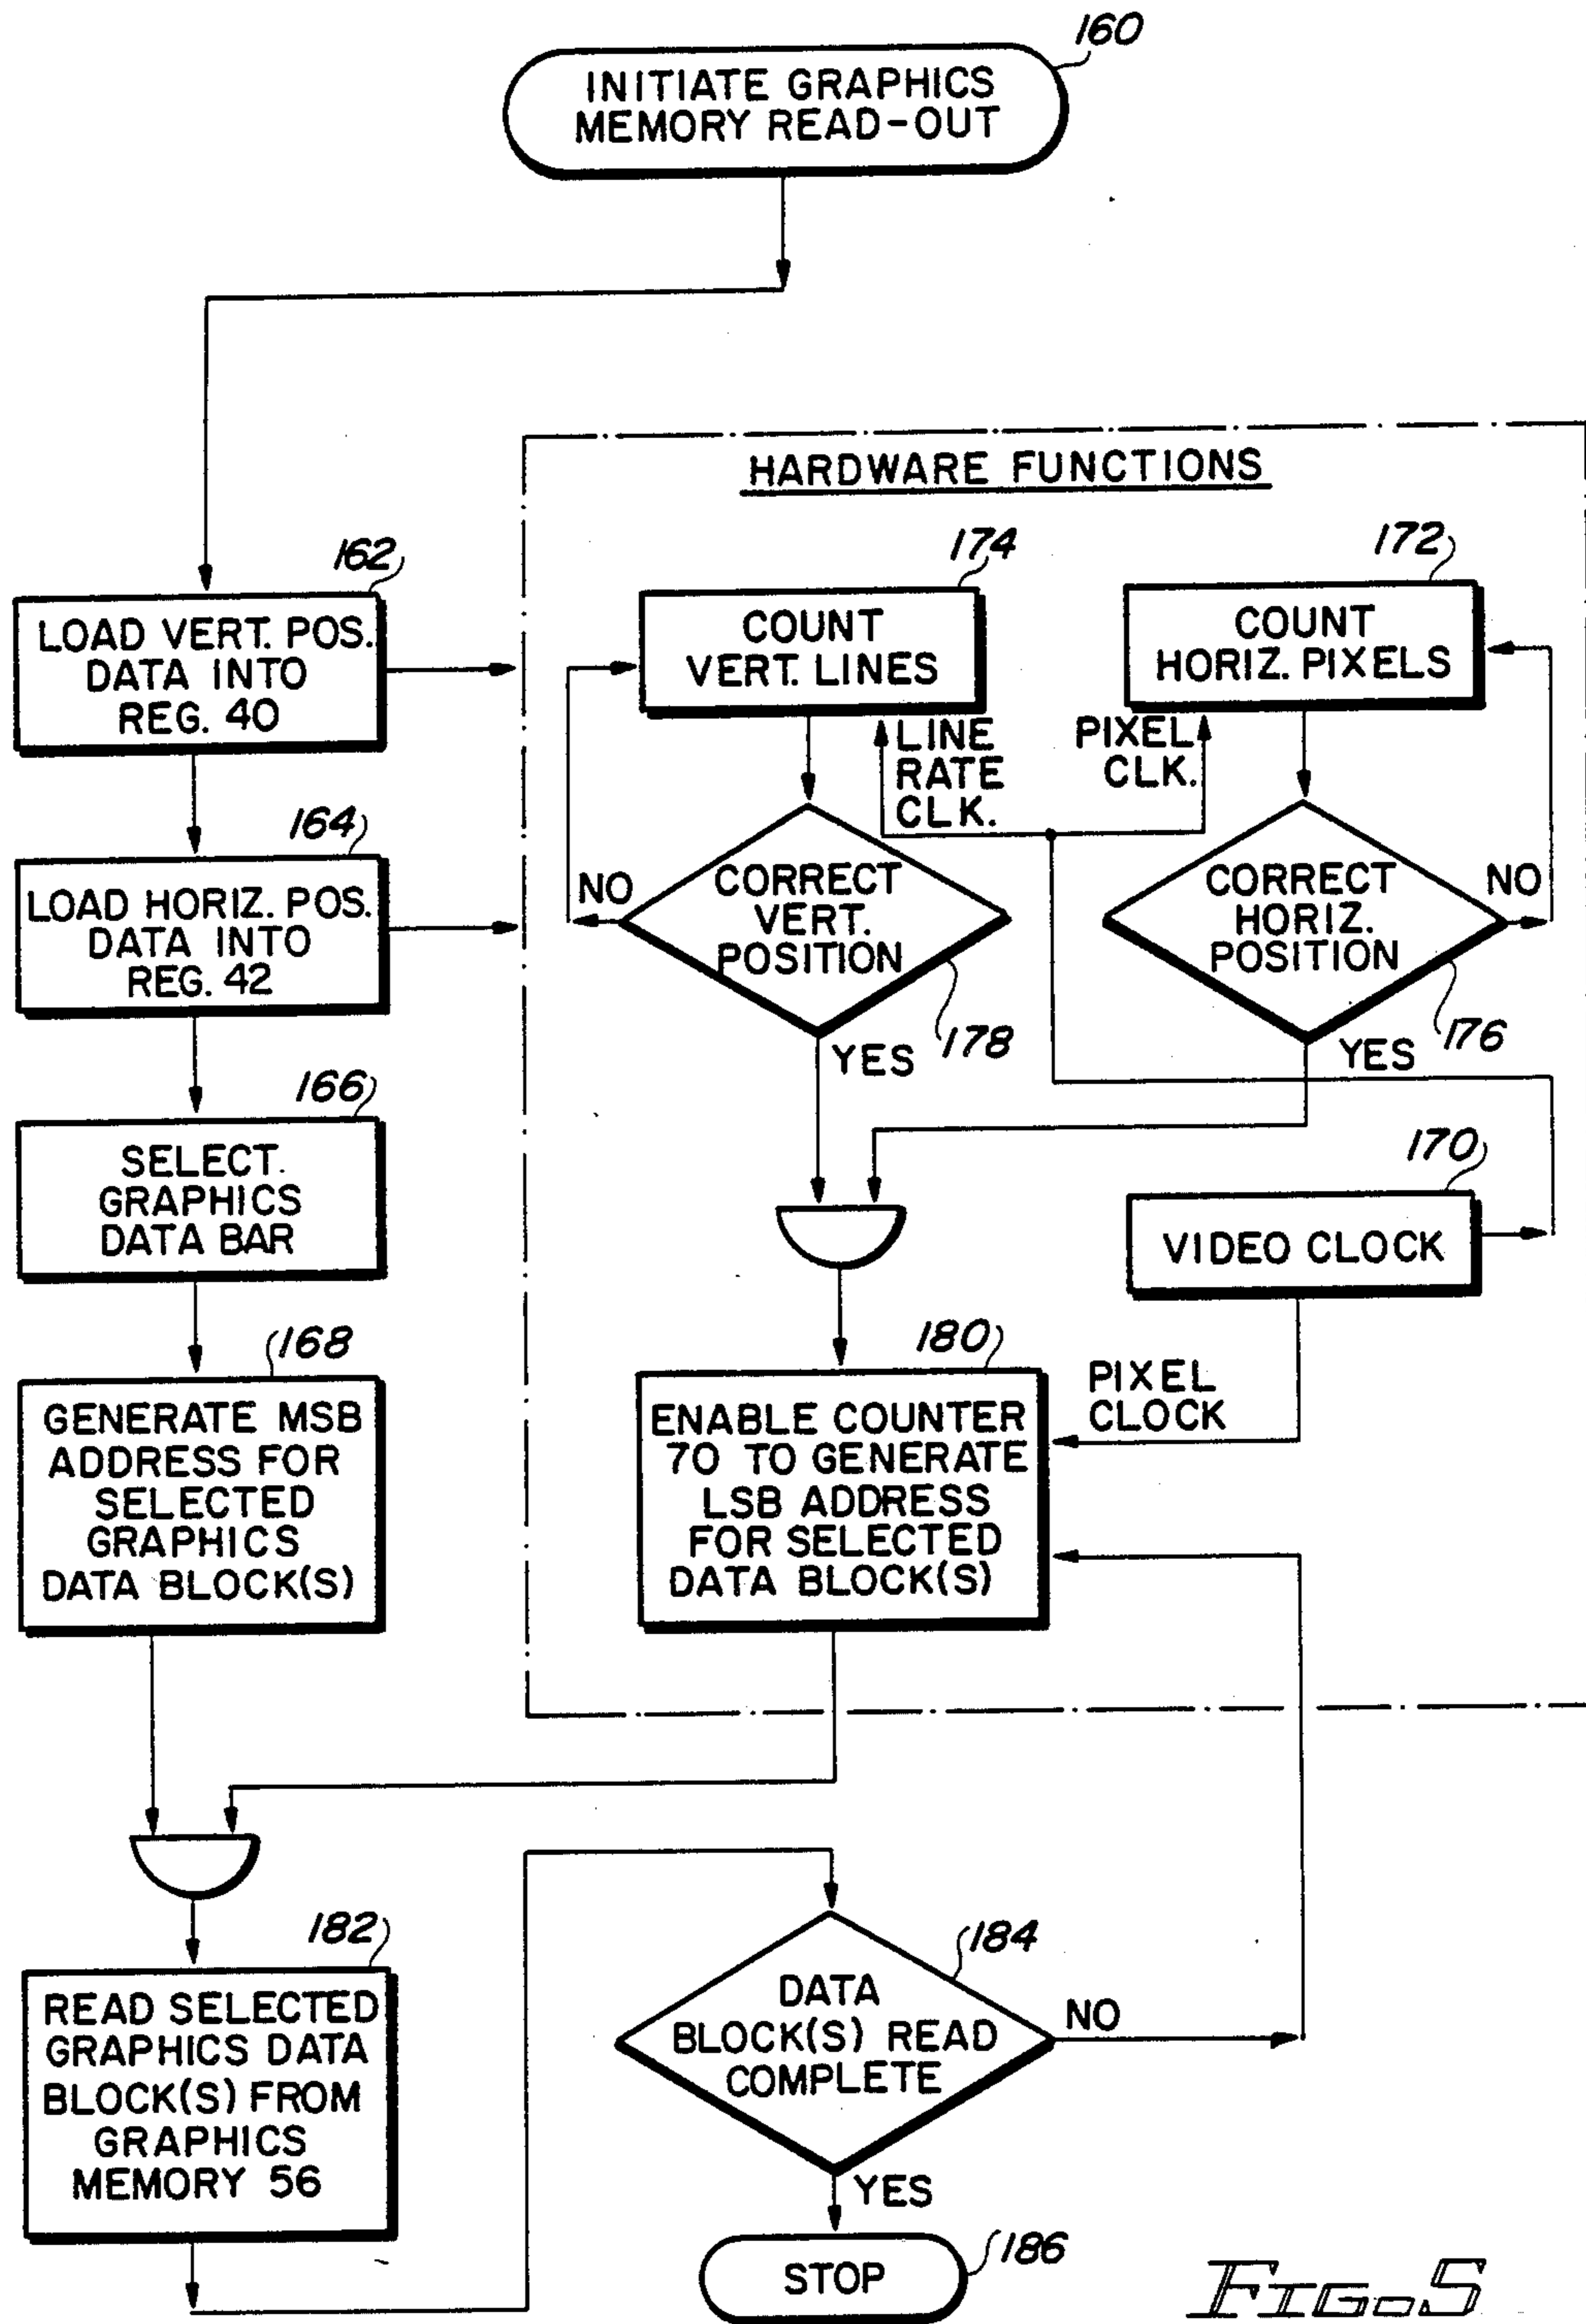 160
INITIATE GRAPHICS
MEMORY READ-OUT
HARDWARE FUNCTIONS
162
LOAD VERT. POS.
DATA INTO
REG. 40
164
LOAD HORIZ. POS.
DATA INTO
REG. 42
166
SELECT.
GRAPHICS
DATA BAR
168
GENERATE MSB
ADDRESS FOR
SELECTED
GRAPHICS
DATA BLOCK(S)
174
COUNT
VERT. LINES
172
COUNT
HORIZ. PIXELS
LINE
RATE
CLK.
PIXEL
CLK.
NO
CORRECT
VERT.
POSITION
178
YES
CORRECT
HORIZ.
POSITION
NO
176
YES
170
VIDEO CLOCK
180
ENABLE COUNTER
70 TO GENERATE
LSB ADDRESS
FOR SELECTED
DATA BLOCK(S)
PIXEL
CLOCK
182
READ SELECTED
GRAPHICS DATA
BLOCK(S) FROM
GRAPHICS
MEMORY 56
184
DATA
BLOCK(S) READ
COMPLETE
NO
YES
STOP
186
FIG. 5